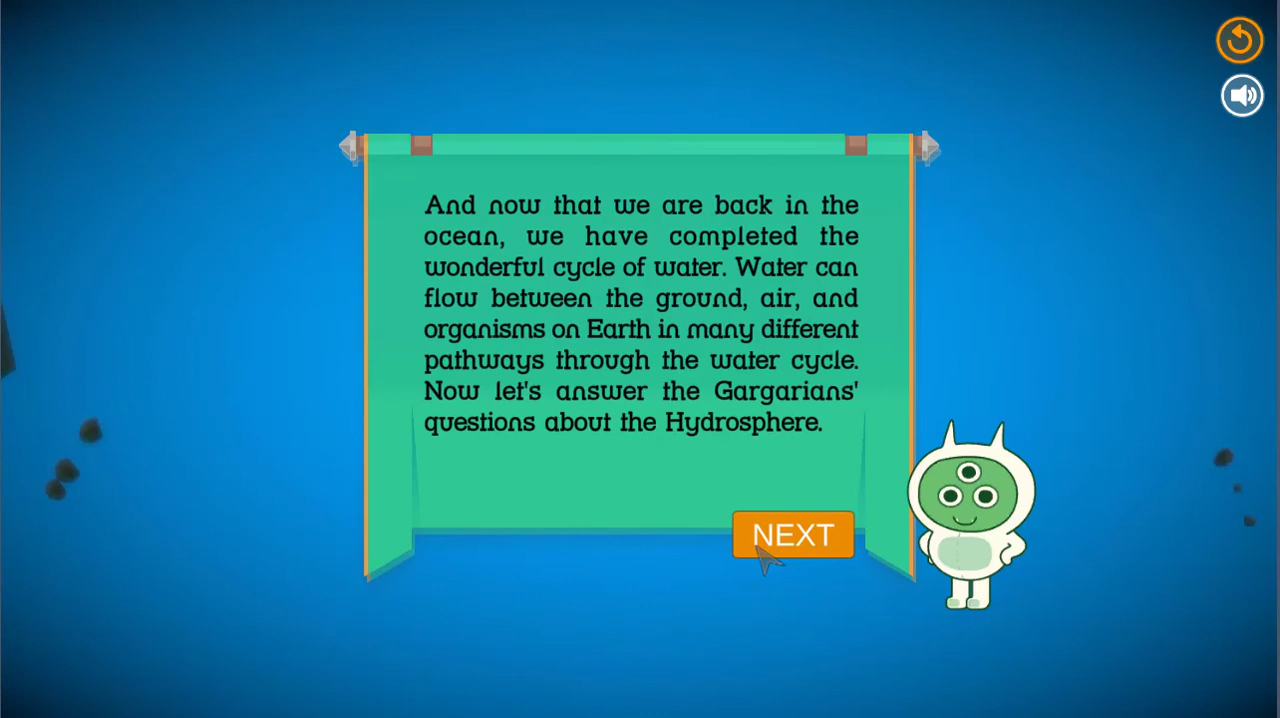 And now that we are back in the
ocean, we have completed the
wonderful cycle of water. Water can
flow between the ground, air, and
organisms on Earth in many different
pathways through the water cycle.
Now let's answer the Gargarians'
questions about the Hydrosphere.
NEXT